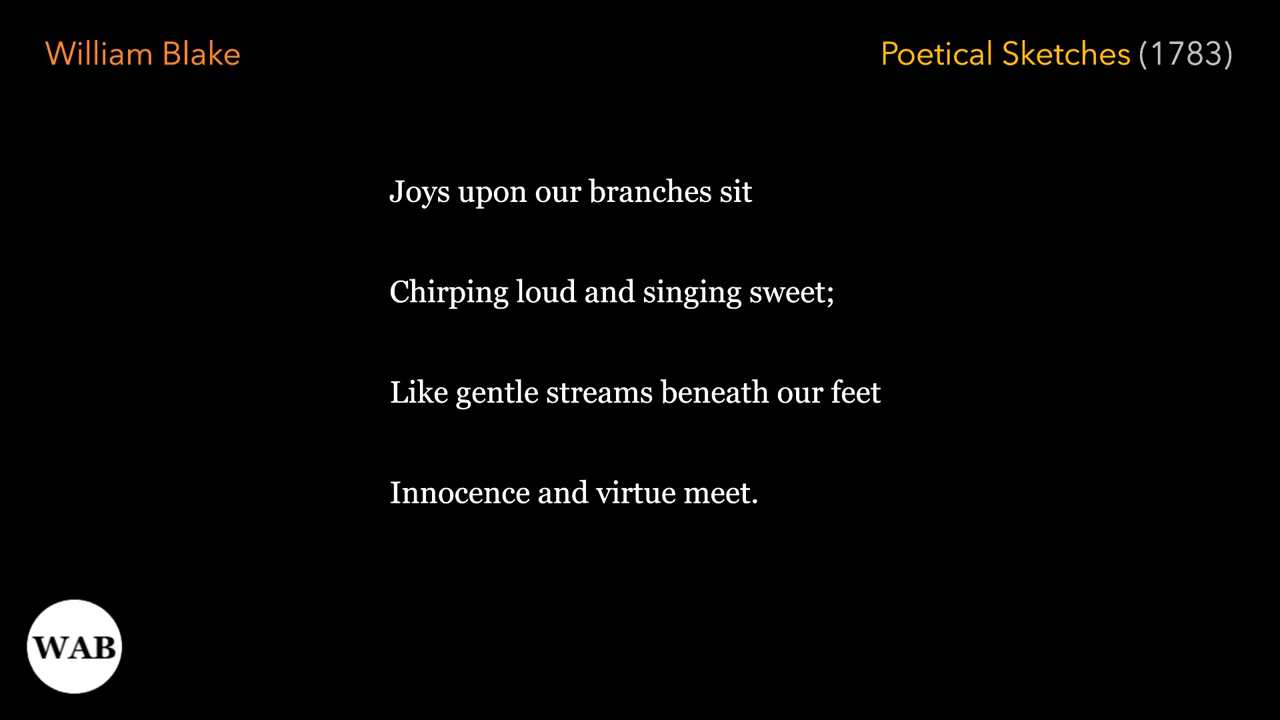 William Blake
Poetical Sketches (1783)
Joys upon our branches sit
Chirping loud and singing sweet;
Like gentle streams beneath our feet
Innocence and virtue meet.
WAB